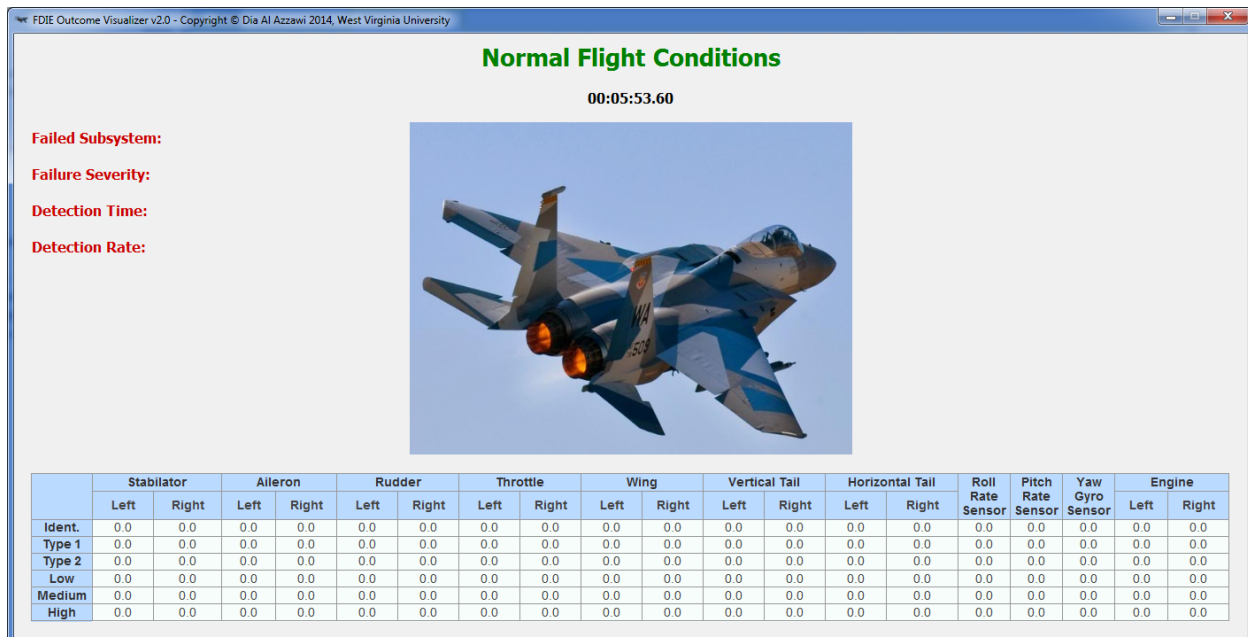 FDIE Outcome Visualizer v2.0 - Copyright © Dia Al Azzawi 2014, West Virginia University
Normal Flight Conditions
00:05:53.60
Failed Subsystem:
Failure Severity:
Detection Time:
Detection Rate:
WA
509
Stabilator Aileron Rudder Throttle Wing Vertical Tail Horizontal Tail Roll Rate Sensor Pitch Rate Sensor Yaw Gyro Sensor Engine
Left Right Left Right Left Right Left Right Left Right Left Right Left Right Left Right
Ident. 0.0 0.0 0.0 0.0 0.0 0.0 0.0 0.0 0.0 0.0 0.0 0.0 0.0 0.0 0.0 0.0 0.0 0.0 0.0
Type 1 0.0 0.0 0.0 0.0 0.0 0.0 0.0 0.0 0.0 0.0 0.0 0.0 0.0 0.0 0.0 0.0 0.0 0.0 0.0
Type 2 0.0 0.0 0.0 0.0 0.0 0.0 0.0 0.0 0.0 0.0 0.0 0.0 0.0 0.0 0.0 0.0 0.0 0.0 0.0
Low 0.0 0.0 0.0 0.0 0.0 0.0 0.0 0.0 0.0 0.0 0.0 0.0 0.0 0.0 0.0 0.0 0.0 0.0 0.0
Medium 0.0 0.0 0.0 0.0 0.0 0.0 0.0 0.0 0.0 0.0 0.0 0.0 0.0 0.0 0.0 0.0 0.0 0.0 0.0
High 0.0 0.0 0.0 0.0 0.0 0.0 0.0 0.0 0.0 0.0 0.0 0.0 0.0 0.0 0.0 0.0 0.0 0.0 0.0